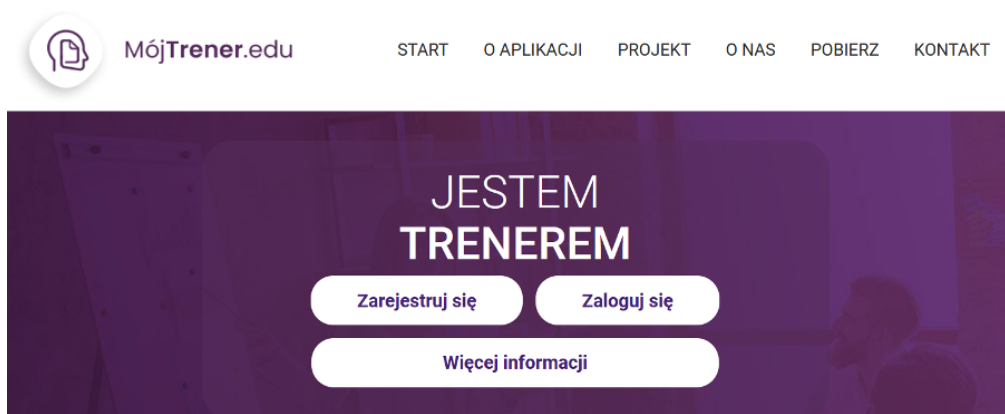 MójTrener.edu START O APLIKACJI PROJEKT O NAS POBIERZ KONTAKT
JESTEM
TRENEREM
Zarejestruj się Zaloguj się
Więcej informacji